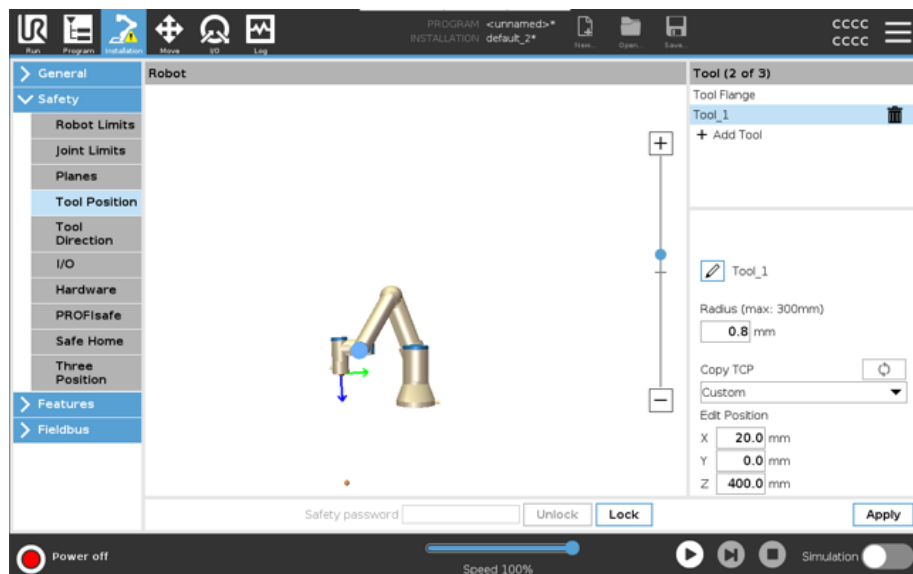 UR
PROGRAM <unnamed>*
INSTALLATION default_2*
CCCC
CCCC
Run Program Installation Move I/O Log
New... Open... Save...
General
Safety
Robot Limits
Joint Limits
Planes
Tool Position
Tool
Direction
I/O
Hardware
PROFIsafe
Safe Home
Three
Position
Features
Fieldbus
Robot
Tool (2 of 3)
Tool Flange
Tool_1
+ Add Tool
Tool_1
Radius (max: 300mm)
0.8 mm
Copy TCP
Custom
Edit Position
X 20.0 mm
Y 0.0 mm
Z 400.0 mm
Safety password Unlock Lock Apply
Power off
Speed 100%
Simulation